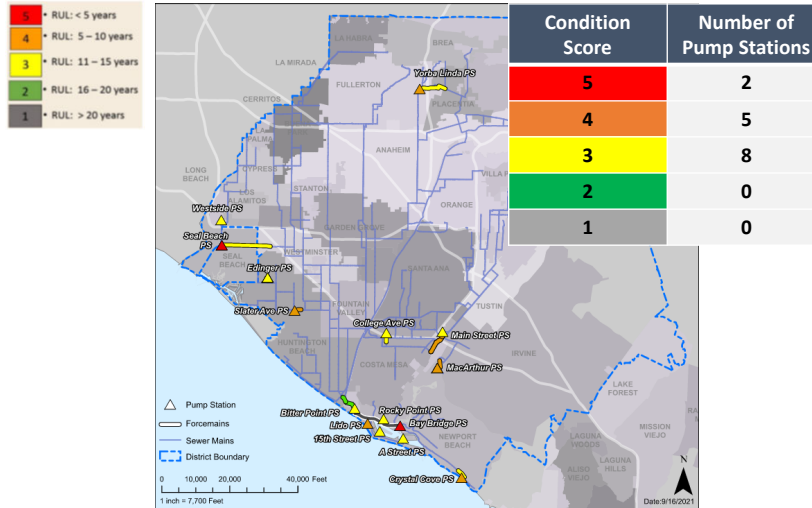 5 • RUL: < 5 years
4 • RUL: 5 – 10 years
3 • RUL: 11 – 15 years
2 • RUL: 16 – 20 years
1 • RUL: > 20 years
Condition Score
Number of Pump Stations
5 2
4 5
3 8
2 0
1 0
LA HABRA
BREA
LA MIRADA
Yorba Linda PS
FULLERTON
PLACENTIA
CERRITOS
LA PALMA
ANAHEIM
CYPRESS
LONG BEACH
LOS ALAMITOS
STANTON
VILLA P
ORANGE
Westside PS
GARDEN GROVE
Seal Beach PS
SEAL BEACH
WESTMINSTER
Edinger PS
SANTA ANA
TUSTIN
Slater Ave PS
FOUNTAIN VALLEY
College Ave PS
Main Street PS
HUNTINGTON BEACH
COSTA MESA
IRVINE
MacArthur PS
LAKE FOREST
Bitter Point PS
Rocky Point PS
Lido PS
Bay Bridge PS
15th Street PS
A Street PS
NEWPORT BEACH
MISSION VIEJO
LAGUNA WOODS
LAGUNA HILLS
ALISO VIEJO
Crystal Cove PS
Pump Station
Forcemains
Sewer Mains
District Boundary
0 10,000 20,000 40,000 Feet
1 inch = 7,700 Feet
N
Date:9/16/2021